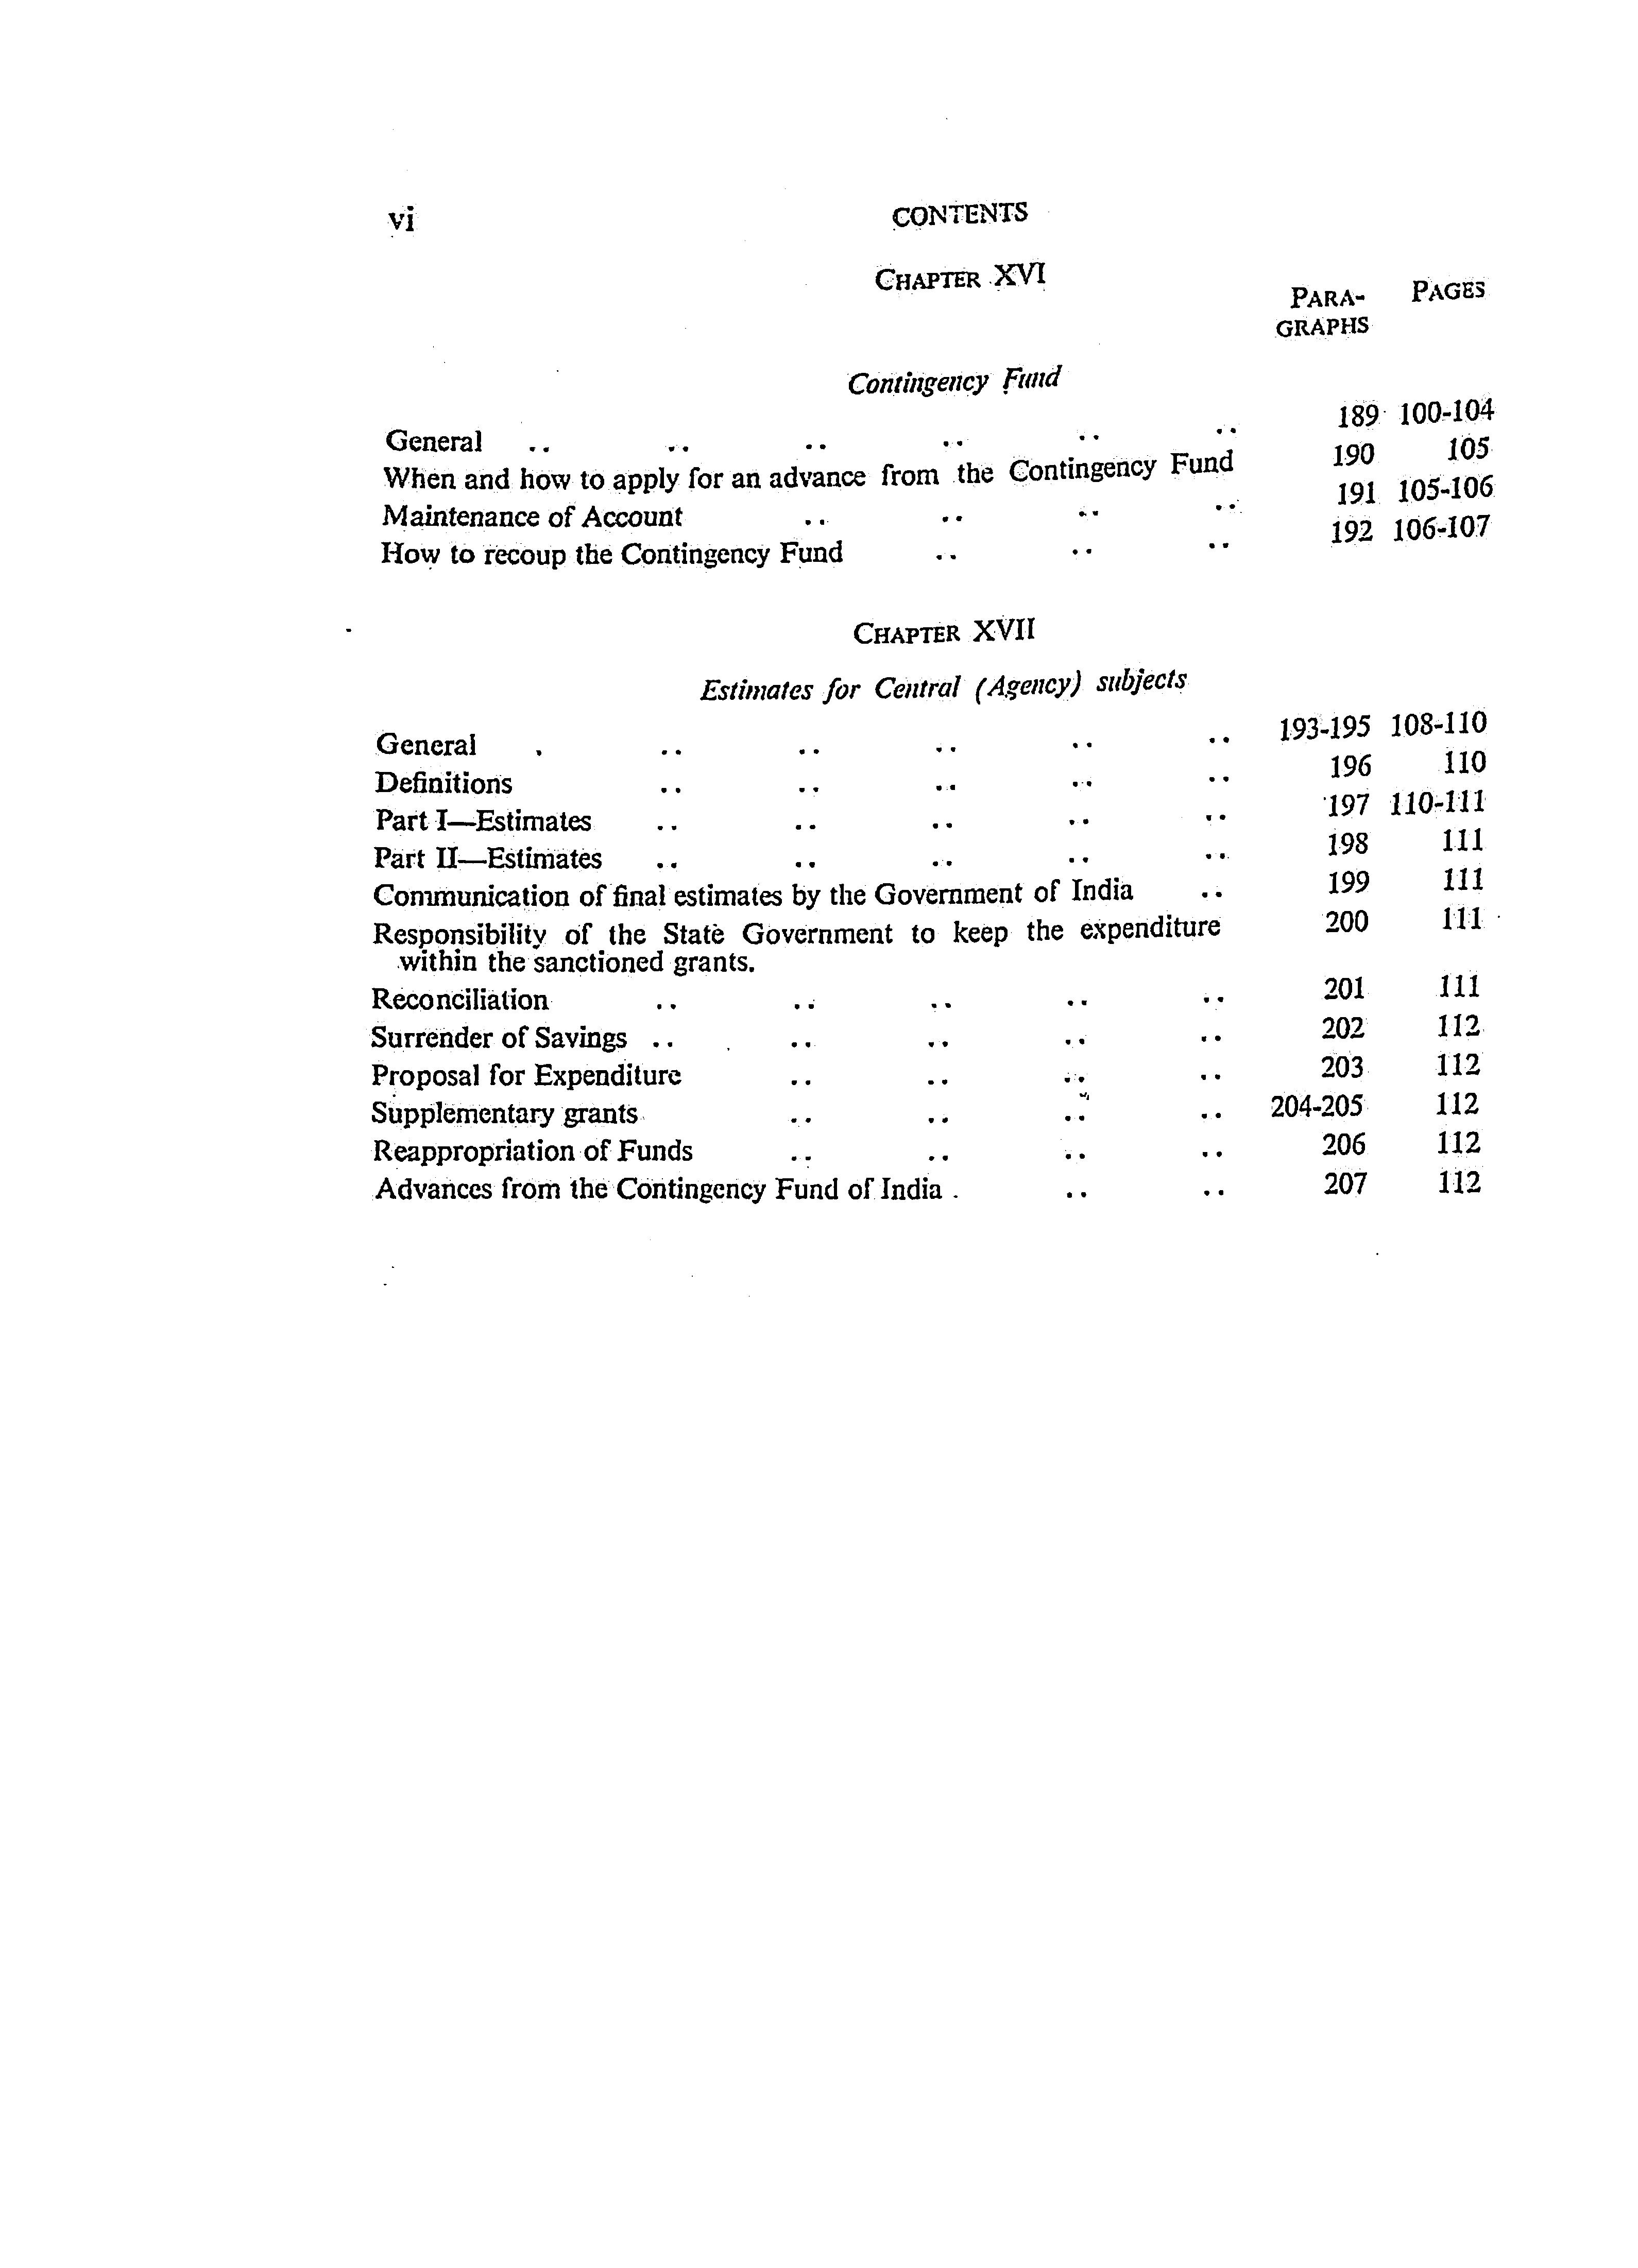 vi CONTENTS
CHAPTER XVI
PARA- PAGES
GRAPHS
Contingency Fund
General .. .. .. .. .. .. 189 100-104
When and how to apply for an advance from the Contingency Fund 190 105
Maintenance of Account .. .. .. .. 191 105-106
How to recoup the Contingency Fund .. .. .. 192 106-107
CHAPTER XVII
Estimates for Central (Agency) subjects
General . .. .. .. .. .. 193-195 108-110
Definitions .. .. .. .. .. 196 110
Part I—Estimates .. .. .. .. .. 197 110-111
Part II—Estimates .. .. .. .. .. 198 111
Communication of final estimates by the Government of India .. 199 111
Responsibility of the State Government to keep the expenditure 200 111
within the sanctioned grants.
Reconciliation .. .. .. .. .. 201 111
Surrender of Savings .. .. .. .. .. 202 112
Proposal for Expenditure .. .. .. .. 203 112
Supplementary grants .. .. .. .. 204-205 112
Reappropriation of Funds .. .. .. .. 206 112
Advances from the Contingency Fund of India . .. .. 207 112